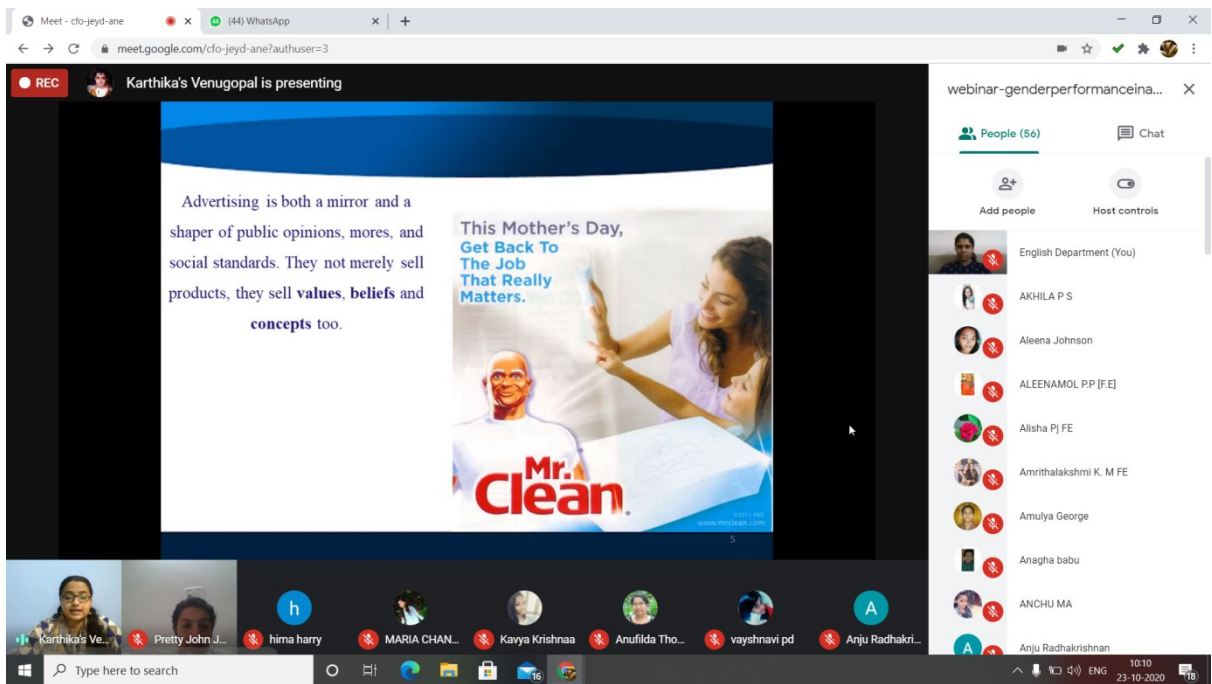 Meet - cfo-jeyd-ane
(44) WhatsApp
meet.google.com/cfo-jeyd-ane?authuser=3
REC
Karthika's Venugopal is presenting
Advertising is both a mirror and a
shaper of public opinions, mores, and
social standards. They not merely sell
products, they sell values, beliefs and
concepts too.
This Mother's Day,
Get Back To
The Job
That Really
Matters.
Mr.
Clean.
©2011 P&G
www.mrclean.com
5
Karthika's Ve...
Pretty John J...
h
hima harry
MARIA CHAN...
Kavya Krishnaa
Anufilda Tho...
vayshnavi pd
A
Anju Radhakri...
webinar-genderperformanceina...
People (56)
Chat
Add people
Host controls
English Department (You)
AKHILA P S
Aleena Johnson
ALEENAMOL P.P [F.E]
Alisha Pj FE
Amrithalakshmi K. M FE
Amulya George
Anagha babu
ANCHU MA
A
Anju Radhakrishnan
Type here to search
16
ENG
10:10
23-10-2020
18